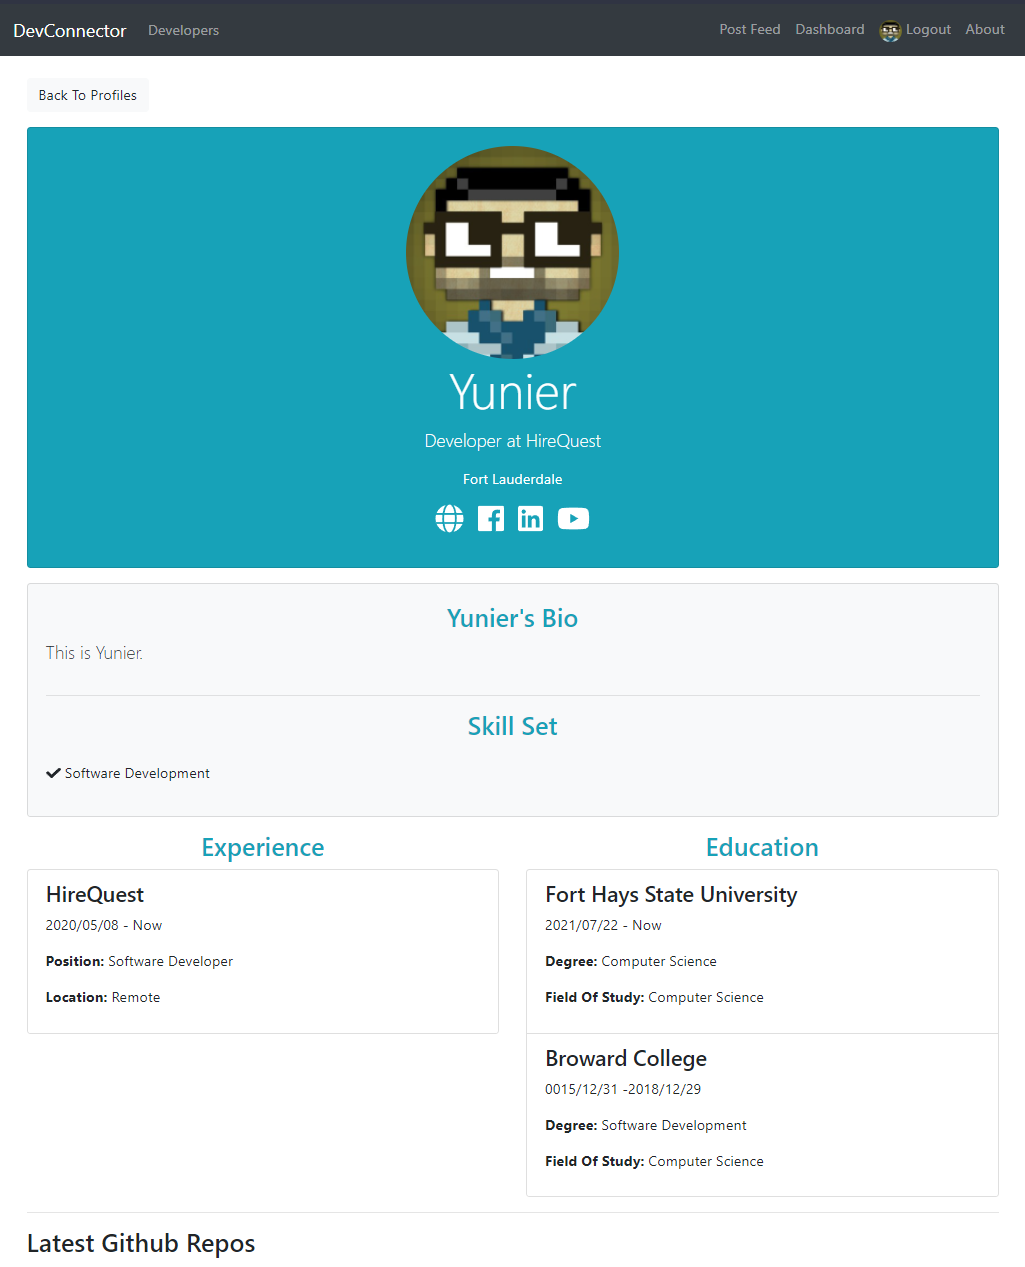 DevConnector Developers Post Feed Dashboard Logout About
Back To Profiles
Yunier
Developer at HireQuest
Fort Lauderdale
Yunier's Bio
This is Yunier.
Skill Set
Software Development
Experience
HireQuest
2020/05/08 - Now
Position: Software Developer
Location: Remote
Education
Fort Hays State University
2021/07/22 - Now
Degree: Computer Science
Field Of Study: Computer Science
Broward College
0015/12/31 -2018/12/29
Degree: Software Development
Field Of Study: Computer Science
Latest Github Repos